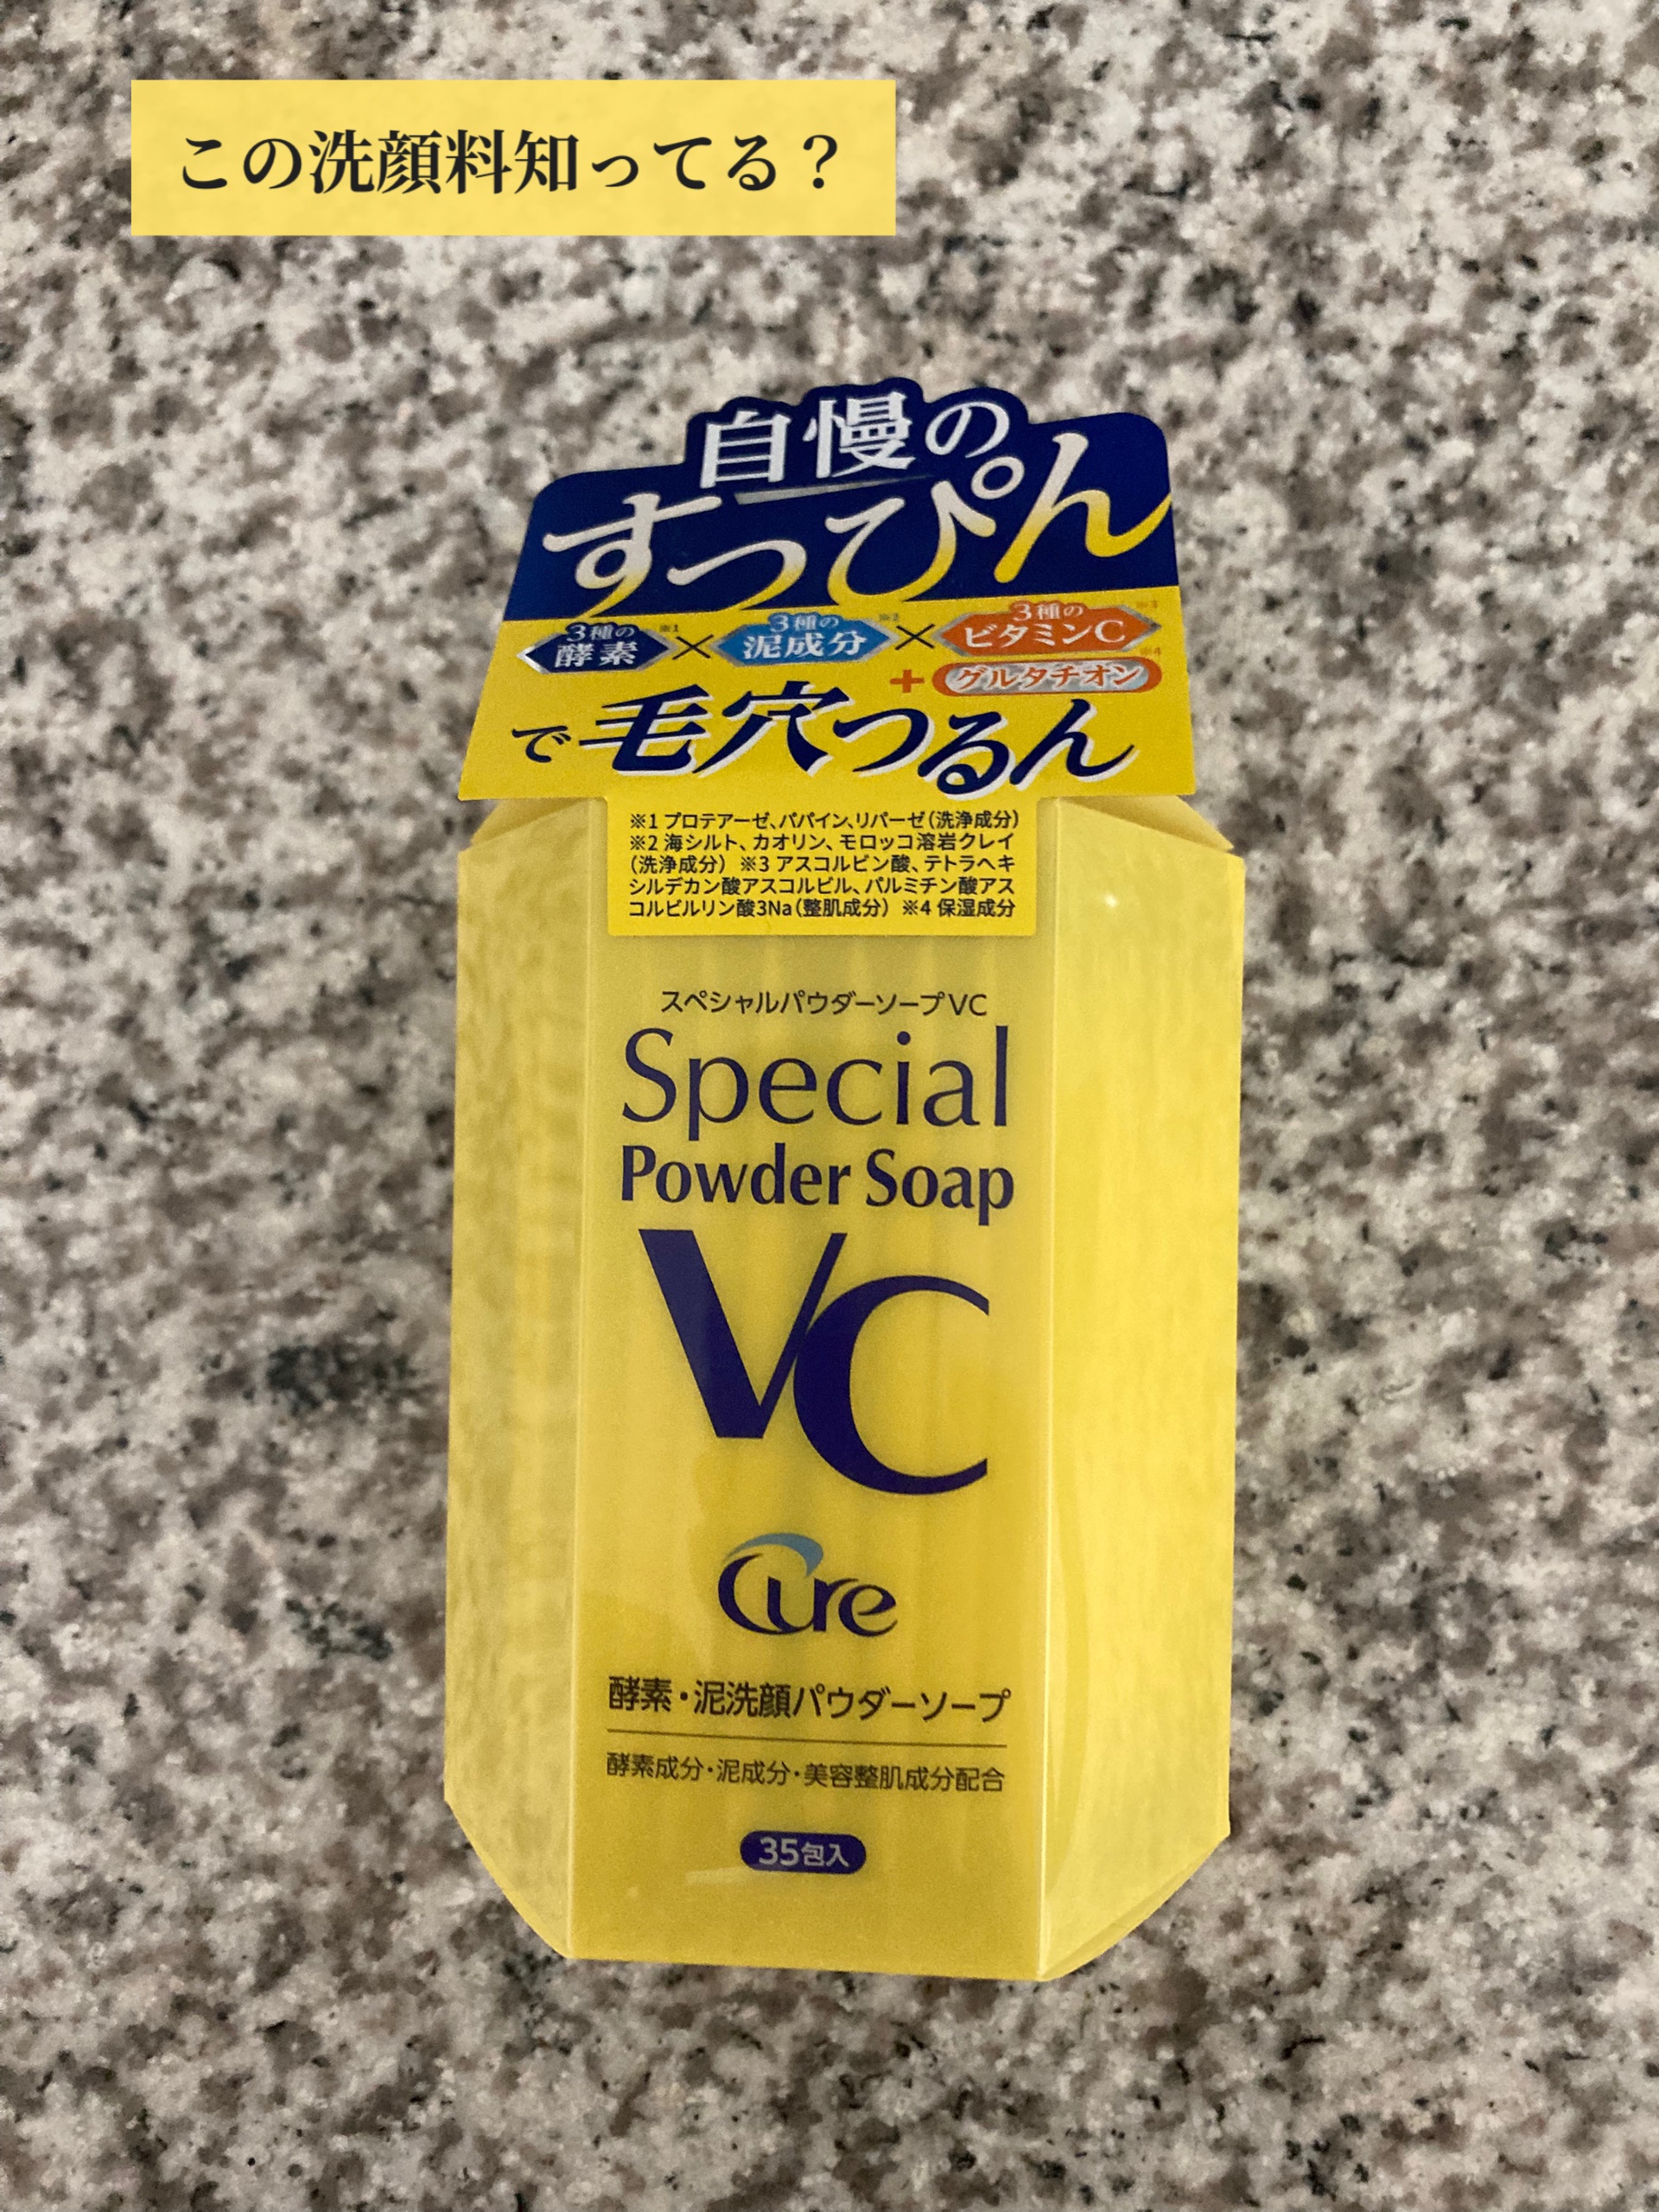 この洗顔料知ってる？
自慢の
すっぴん
3種の酵素※1×3種の泥成分※2×3種のビタミンC※3
+グルタチオン※4
で毛穴つるん
※1 プロテアーゼ、パパイン、リパーゼ（洗浄成分）
※2 海シルト、カオリン、モロッコ溶岩クレイ
（洗浄成分） ※3 アスコルビン酸、テトラヘキ
シルデカン酸アスコルビル、パルミチン酸アス
コルビルリン酸3Na（整肌成分） ※4 保湿成分
スペシャルパウダーソープVC
Special
Powder Soap
VC
Cure
酵素・泥洗顔パウダーソープ
酵素成分・泥成分・美容整肌成分配合
35包入